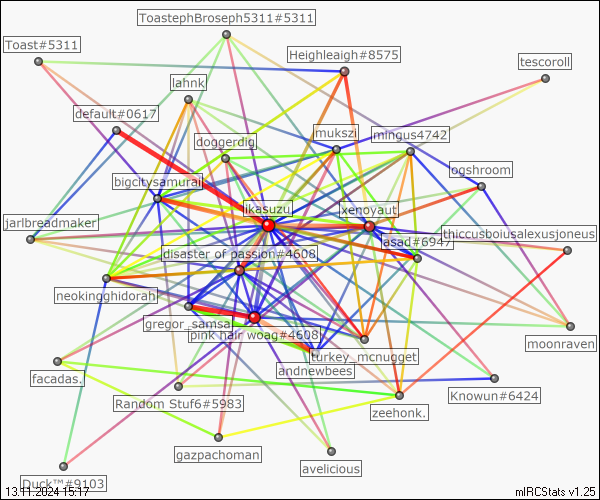 ToastephBroseph5311#5311
Toast#5311
Heighleigh#8575
tescoroll
lahnk
default#0617
mukszi
mingus4742
doggerdig
ogshroom
bigcitysamurai
ikasuzu
xenoyaut
jarlbreadmaker
asad#6947
thiccusboiusalexusjoneus
disaster of passion#4608
neokingghidorah
gregor_samsa
pink hair woag#4608
moonraven
turkey_mcnugget
andnewbees
facadas.
Random Stuf6#5983
Knowun#6424
zeehonk.
gazpachoman
avelicious
Duck™#9103
13.11.2024 15:17
mIRCStats v1.25